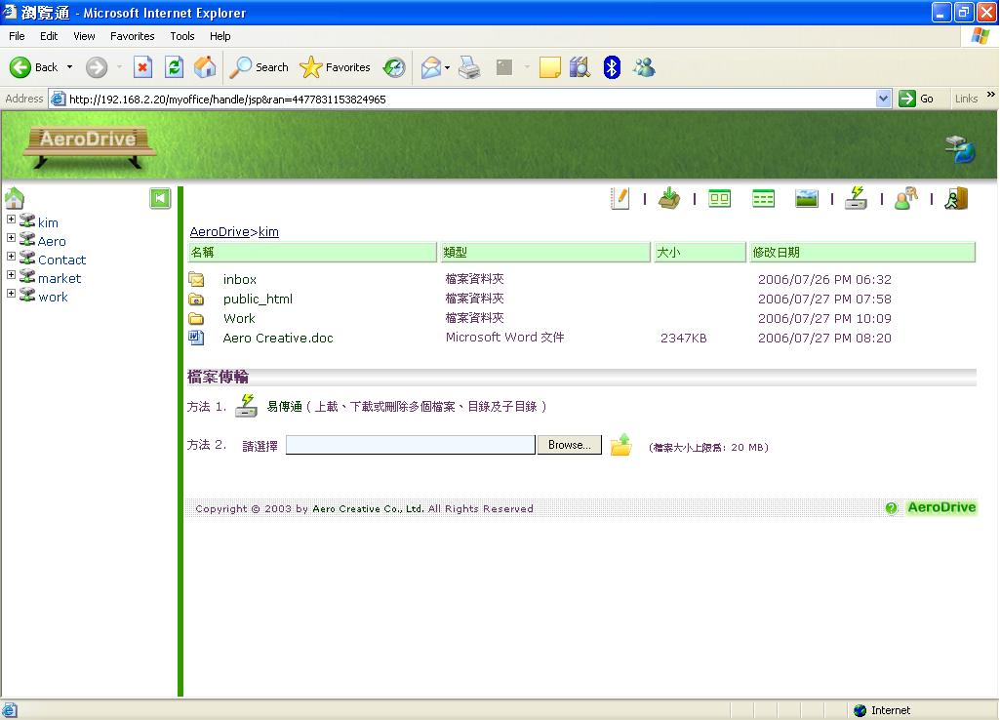 瀏覽通 - Microsoft Internet Explorer
File Edit View Favorites Tools Help
Back Search Favorites
Address http://192.168.2.20/myoffice/handle/jsp&ran=4477831153824965 Go Links »
AeroDrive
kim
Aero
Contact
market
work
AeroDrive>kim
名稱 類型 大小 修改日期
inbox 檔案資料夾 2006/07/26 PM 06:32
public_html 檔案資料夾 2006/07/27 PM 07:58
Work 檔案資料夾 2006/07/27 PM 10:09
Aero Creative.doc Microsoft Word 文件 2347KB 2006/07/27 PM 08:20
檔案傳輸
方法 1. 易傳通 ( 上載、下載或刪除多個檔案、目錄及子目錄 )
方法 2. 請選擇 Browse... (檔案大小上限為: 20 MB)
Copyright © 2003 by Aero Creative Co., Ltd. All Rights Reserved ? AeroDrive
Internet